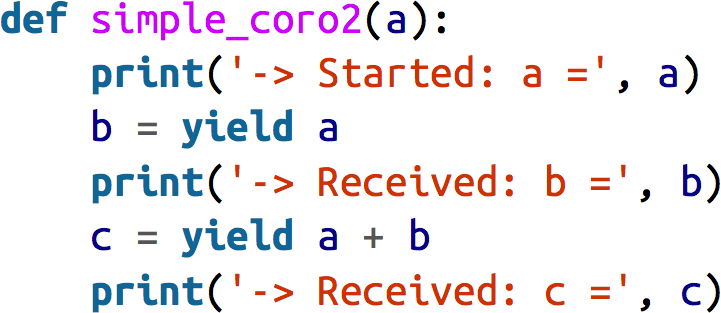 def simple_coro2(a):
    print('-> Started: a =', a)
    b = yield a
    print('-> Received: b =', b)
    c = yield a + b
    print('-> Received: c =', c)